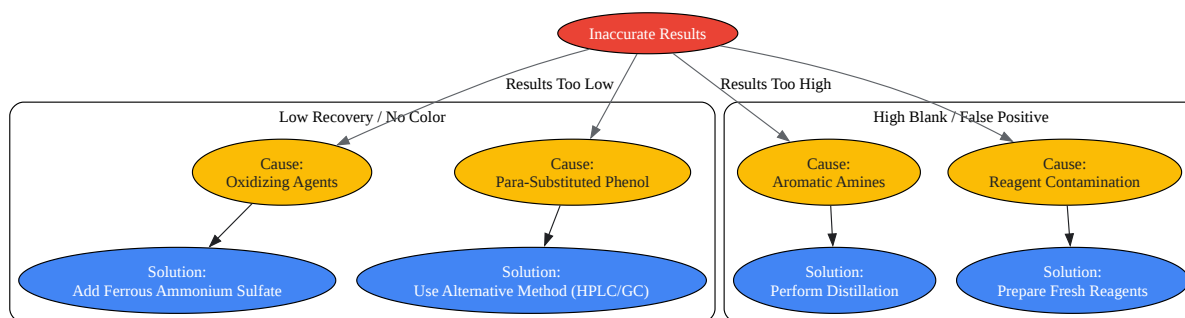 Inaccurate Results
Results Too Low
Results Too High
Low Recovery / No Color
High Blank / False Positive
Cause:
Oxidizing Agents
Cause:
Para-Substituted Phenol
Cause:
Aromatic Amines
Cause:
Reagent Contamination
Solution:
Add Ferrous Ammonium Sulfate
Solution:
Use Alternative Method (HPLC/GC)
Solution:
Perform Distillation
Solution:
Prepare Fresh Reagents